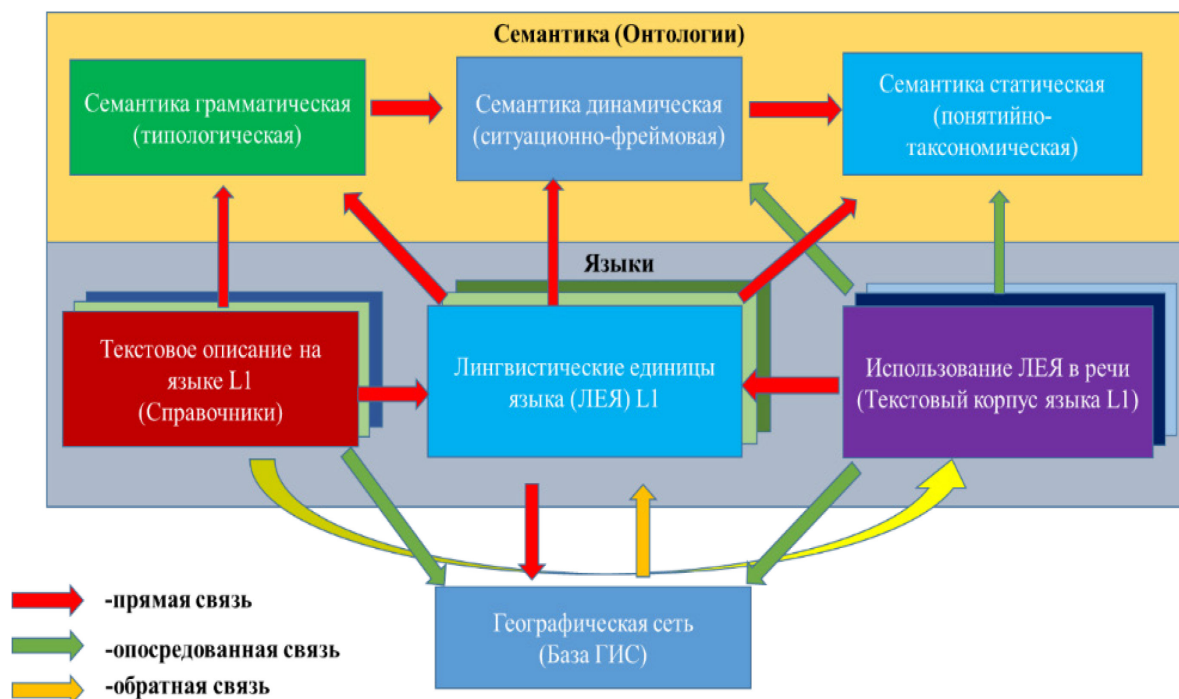 Семантика (Онтологии)
Семантика грамматическая
(типологическая)
Семантика динамическая
(ситуационно-фреймовая)
Семантика статическая
(понятийно-
таксономическая)
Языки
Текстовое описание на
языке L1
(Справочники)
Лингвистические единицы
языка (ЛЕЯ) L1
Использование ЛЕЯ в речи
(Текстовый корпус языка L1)
Географическая сеть
(База ГИС)
-прямая связь
-опосредованная связь
-обратная связь